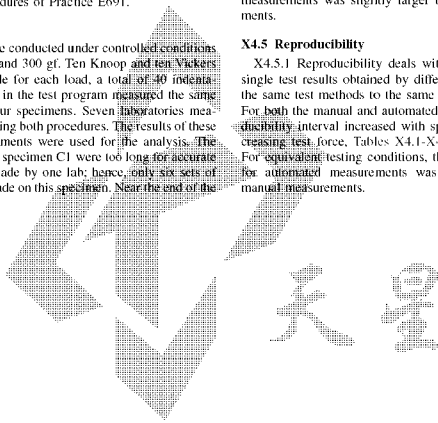 dures of Practice E691.
e conducted under controlled conditions
and 300 gf. Ten Knoop and ten Vickers
de for each load, a total of 40 indenta-
in the test program measured the same
ur specimens. Seven laboratories mea-
ing both procedures. The results of these
ments were used for the analysis. The
specimen C1 were too long for accurate
ade by one lab; hence, only six sets of
ade on this specimen. Near the end of the
measurements was slightly larger
ments.
X4.5 Reproducibility
X4.5.1 Reproducibility deals wit
single test results obtained by diffe
the same test methods to the same
For both the manual and automated
ducibility interval increased with sp
creasing test force, Tables X4.1-X
For equivalent testing conditions, th
for automated measurements was
manual measurements.
天星